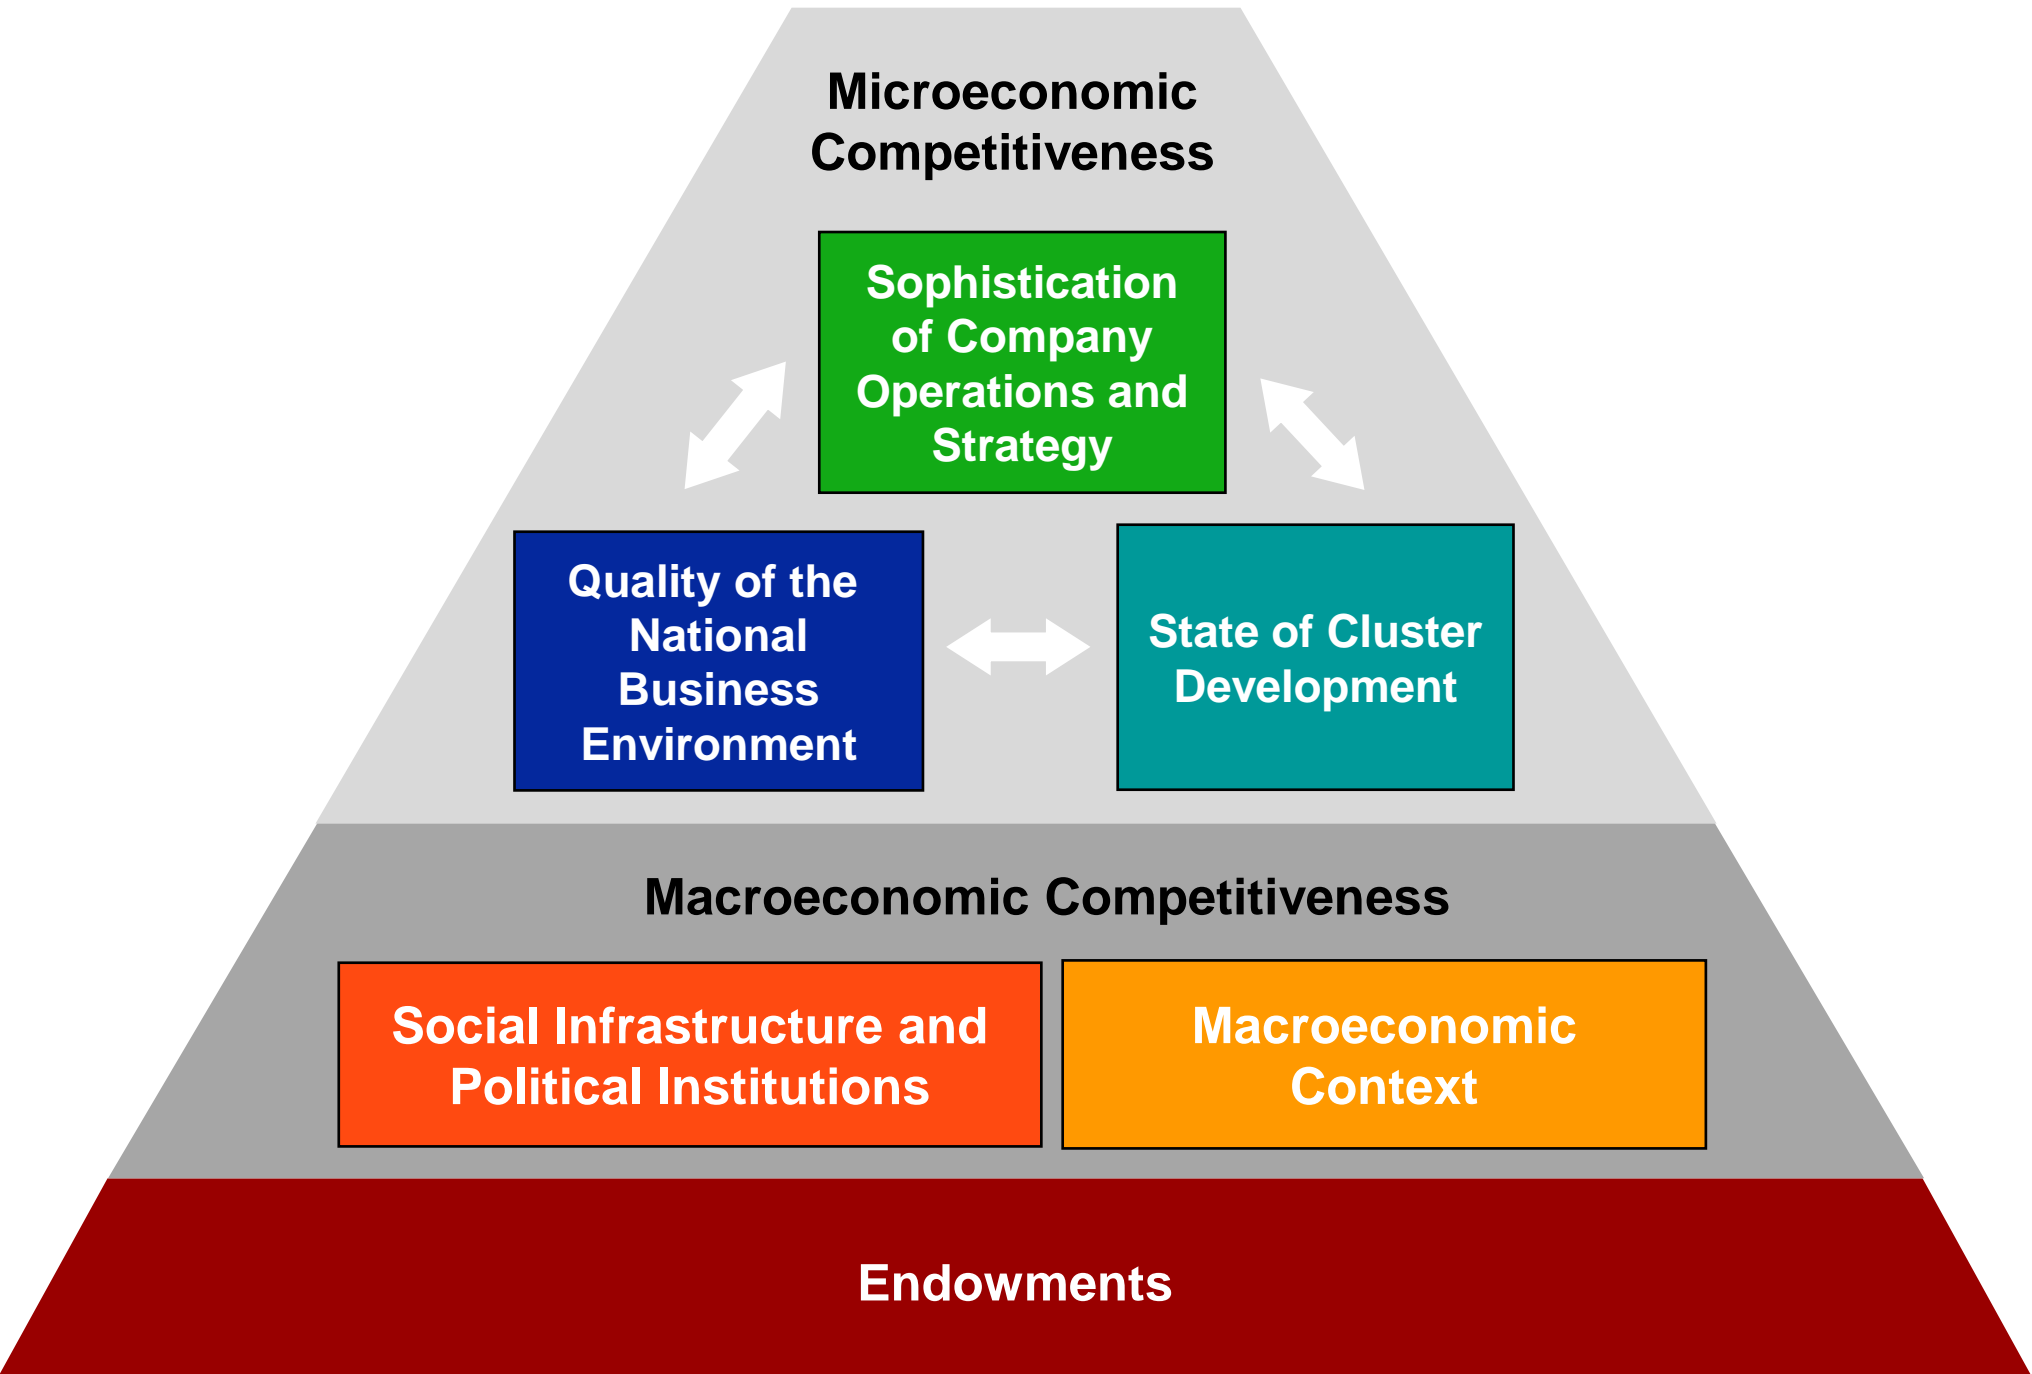 Microeconomic
Competitiveness
Sophistication
of Company
Operations and
Strategy
Quality of the
National
Business
Environment
State of Cluster
Development
Macroeconomic Competitiveness
Social Infrastructure and
Political Institutions
Macroeconomic
Context
Endowments